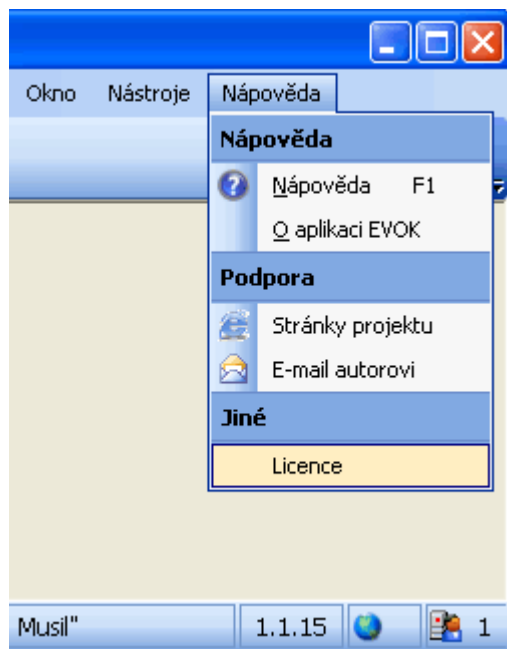 Okno Nástroje Nápověda
Nápověda
Nápověda F1
O aplikaci EVOK
Podpora
Stránky projektu
E-mail autorovi
Jiné
Licence
Musil" 1.1.15 1